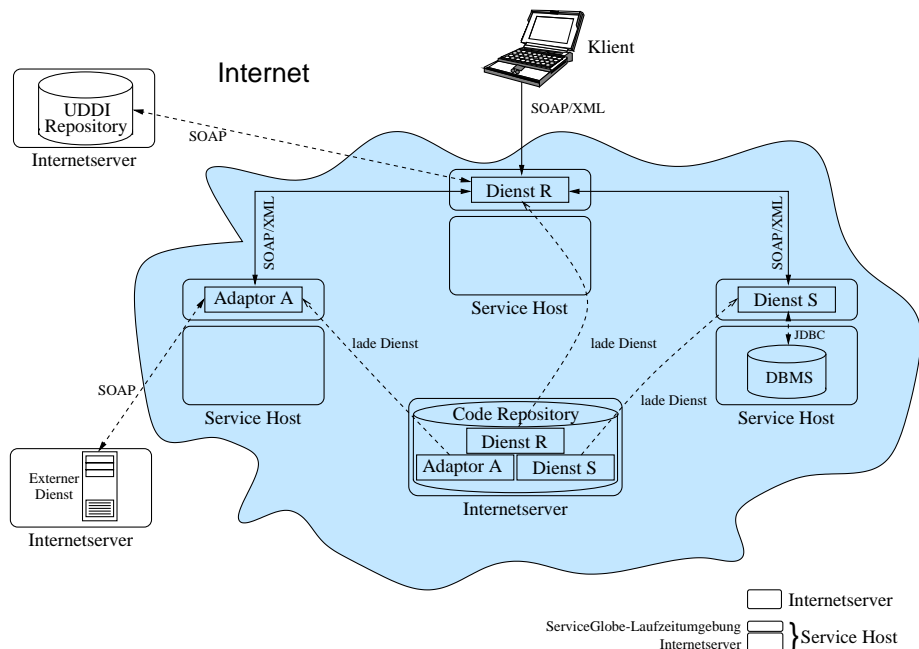 Klient
Internet
UDDI
Repository
Internetserver
SOAP
SOAP/XML
Dienst R
Service Host
SOAP/XML
SOAP/XML
Adaptor A
Service Host
Dienst S
JDBC
DBMS
Service Host
lade Dienst
lade Dienst
lade Dienst
SOAP
Externer
Dienst
Internetserver
Code Repository
Dienst R
Adaptor A
Dienst S
Internetserver
Internetserver
ServiceGlobe-Laufzeitumgebung
Internetserver
Service Host